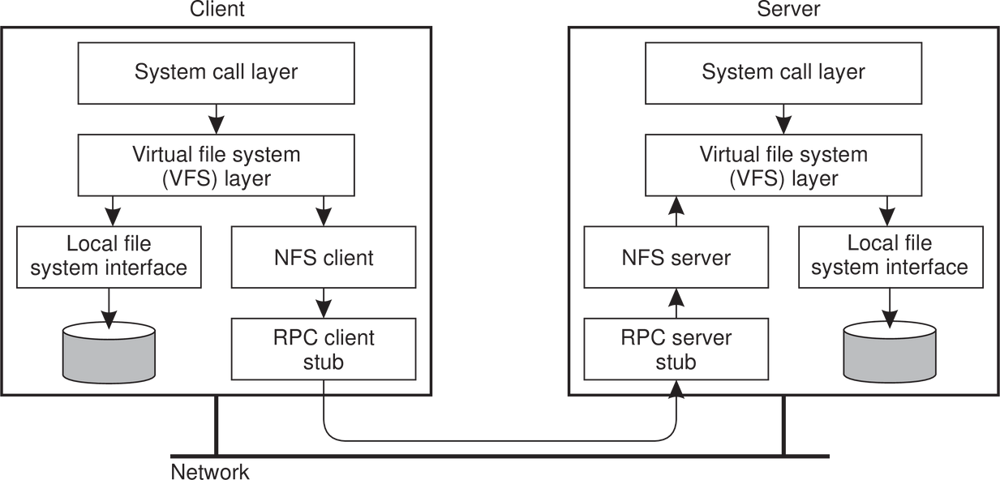 Client
System call layer
Virtual file system
(VFS) layer
Local file
system interface
NFS client
RPC client
stub
Server
System call layer
Virtual file system
(VFS) layer
NFS server
Local file
system interface
RPC server
stub
Network